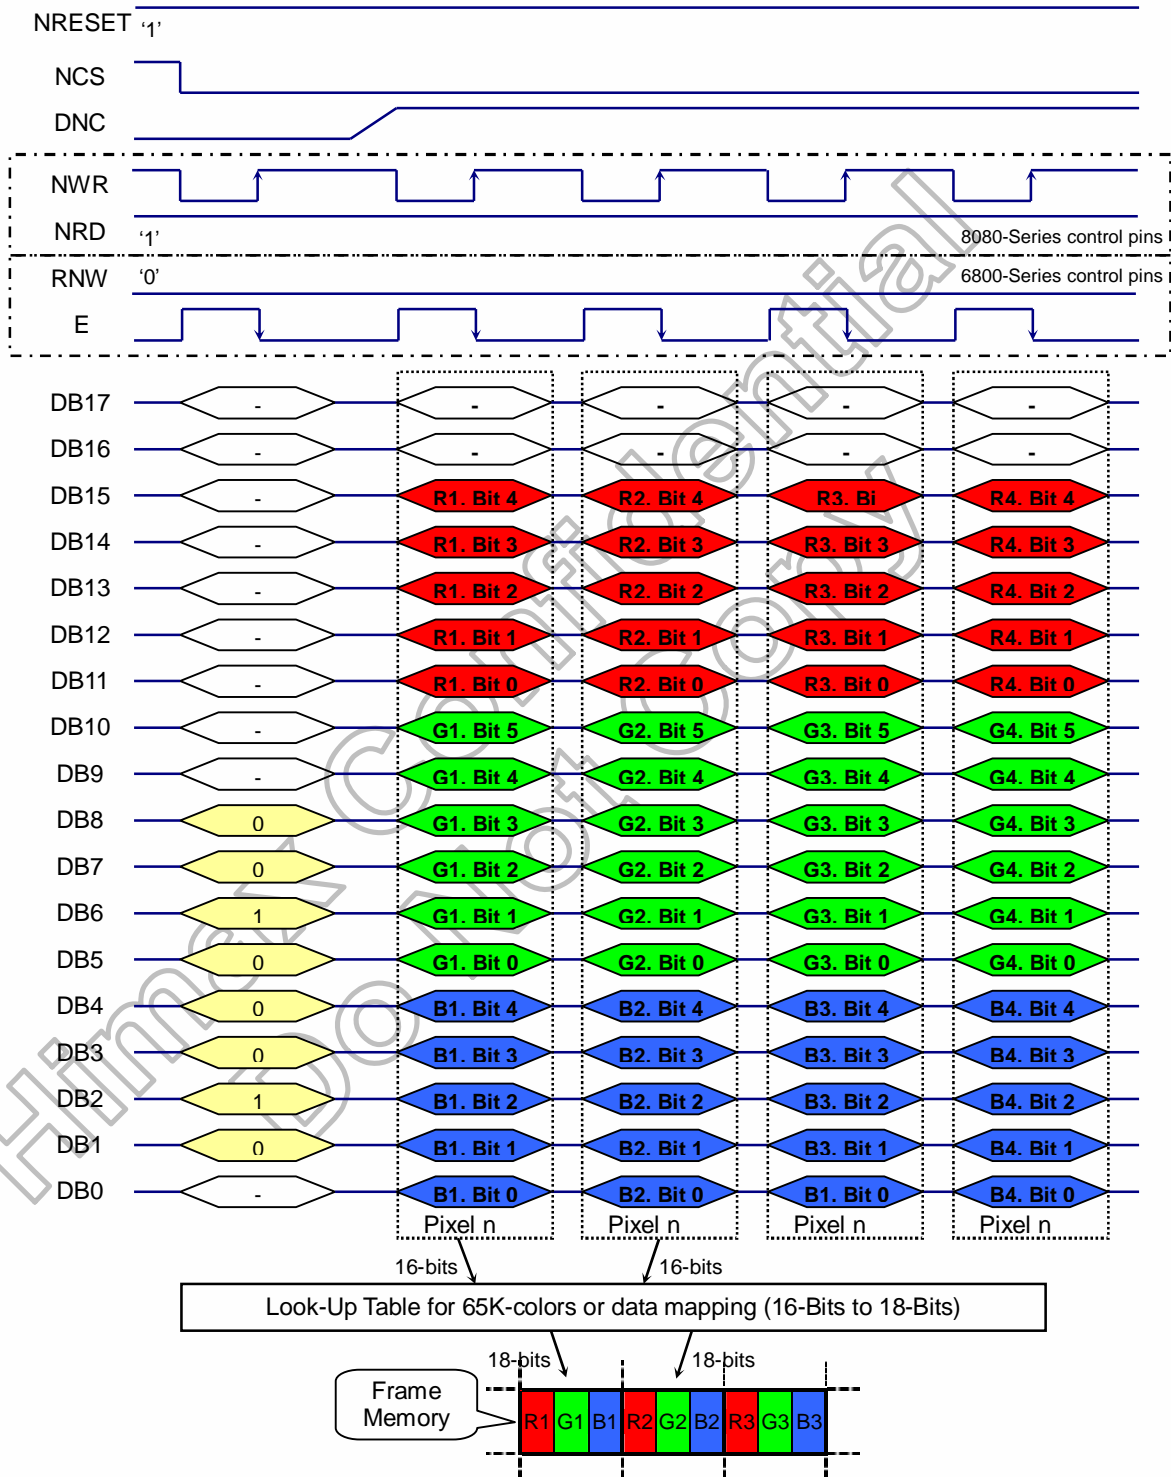 NRESET '1'
NCS
DNC
NWR
NRD '1' 8080-Series control pins
RNW '0' 6800-Series control pins
E
DB17 - - - - -
DB16 - - - - -
DB15 - R1. Bit 4 R2. Bit 4 R3. Bi R4. Bit 4
DB14 - R1. Bit 3 R2. Bit 3 R3. Bit 3 R4. Bit 3
DB13 - R1. Bit 2 R2. Bit 2 R3. Bit 2 R4. Bit 2
DB12 - R1. Bit 1 R2. Bit 1 R3. Bit 1 R4. Bit 1
DB11 - R1. Bit 0 R2. Bit 0 R3. Bit 0 R4. Bit 0
DB10 - G1. Bit 5 G2. Bit 5 G3. Bit 5 G4. Bit 5
DB9 - G1. Bit 4 G2. Bit 4 G3. Bit 4 G4. Bit 4
DB8 0 G1. Bit 3 G2. Bit 3 G3. Bit 3 G4. Bit 3
DB7 0 G1. Bit 2 G2. Bit 2 G3. Bit 2 G4. Bit 2
DB6 1 G1. Bit 1 G2. Bit 1 G3. Bit 1 G4. Bit 1
DB5 0 G1. Bit 0 G2. Bit 0 G3. Bit 0 G4. Bit 0
DB4 0 B1. Bit 4 B2. Bit 4 B3. Bit 4 B4. Bit 4
DB3 0 B1. Bit 3 B2. Bit 3 B3. Bit 3 B4. Bit 3
DB2 1 B1. Bit 2 B2. Bit 2 B3. Bit 2 B4. Bit 2
DB1 0 B1. Bit 1 B2. Bit 1 B3. Bit 1 B4. Bit 1
DB0 - B1. Bit 0 B2. Bit 0 B1. Bit 0 B4. Bit 0
Pixel n Pixel n Pixel n Pixel n
16-bits 16-bits
Look-Up Table for 65K-colors or data mapping (16-Bits to 18-Bits)
18-bits 18-bits
Frame
Memory
R1 G1 B1 R2 G2 B2 R3 G3 B3
Himax Confidential
Do Not Copy